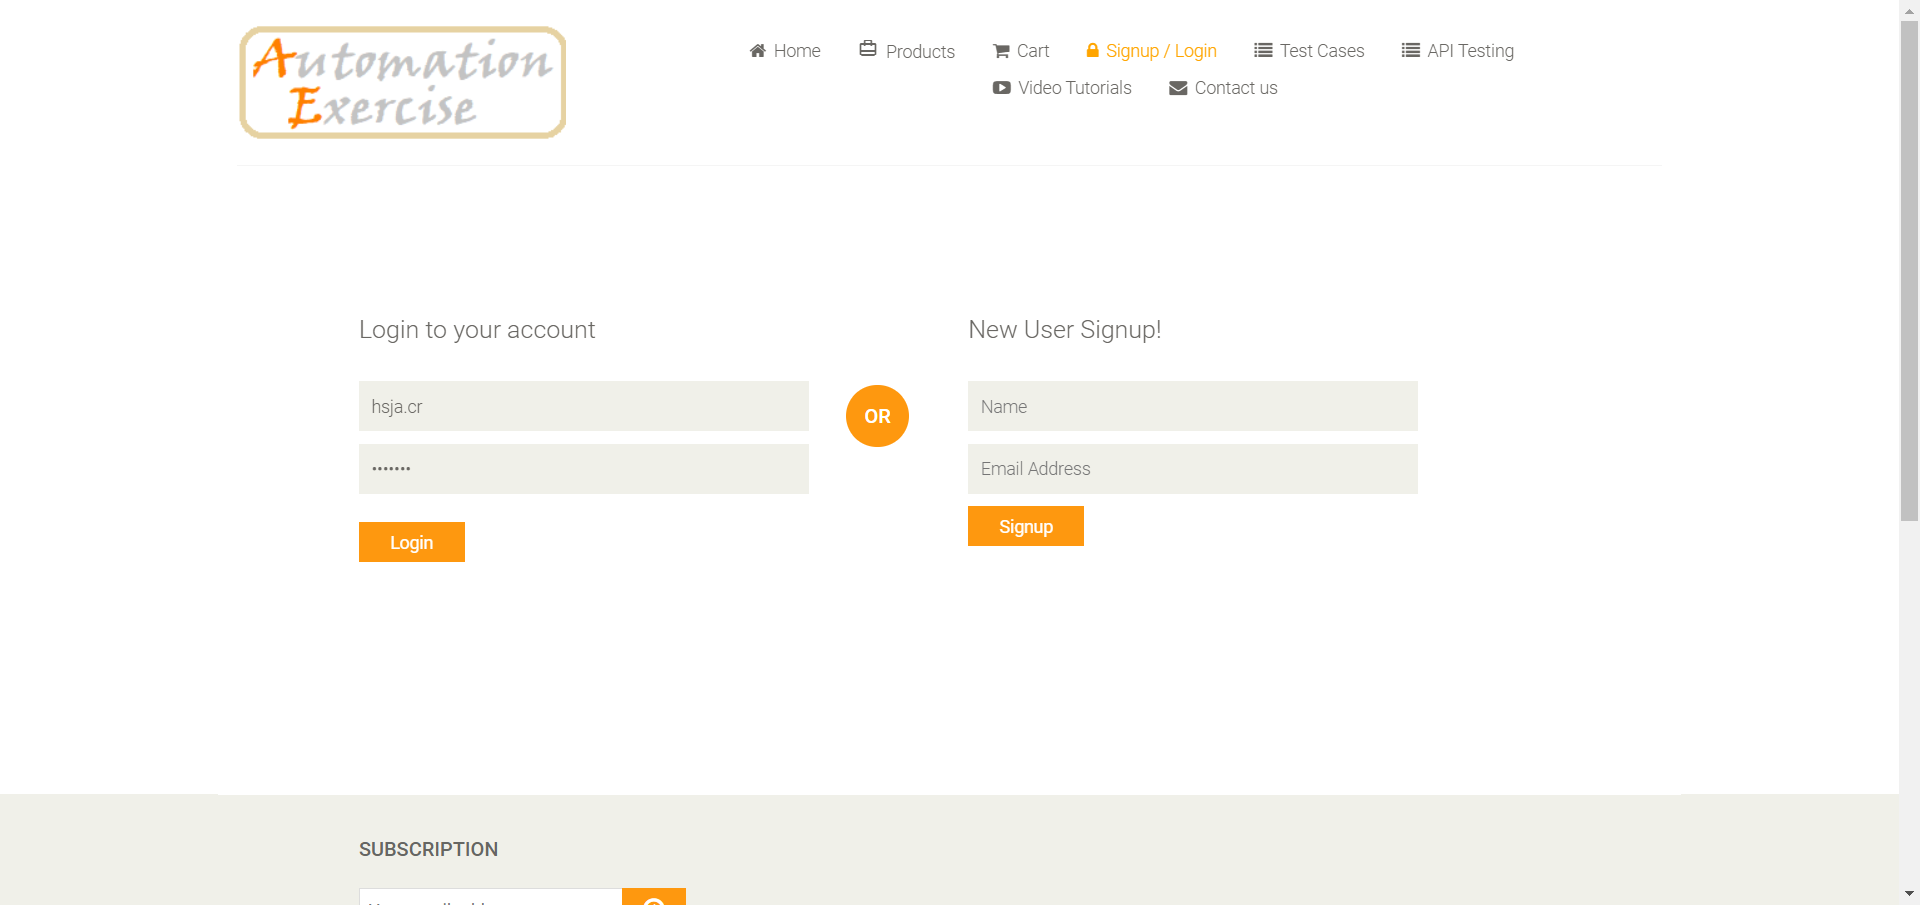 Automation
Exercise
Home
Products
Cart
Signup / Login
Test Cases
API Testing
Video Tutorials
Contact us
Login to your account
hsja.cr
•••••••
Login
OR
New User Signup!
Name
Email Address
Signup
SUBSCRIPTION